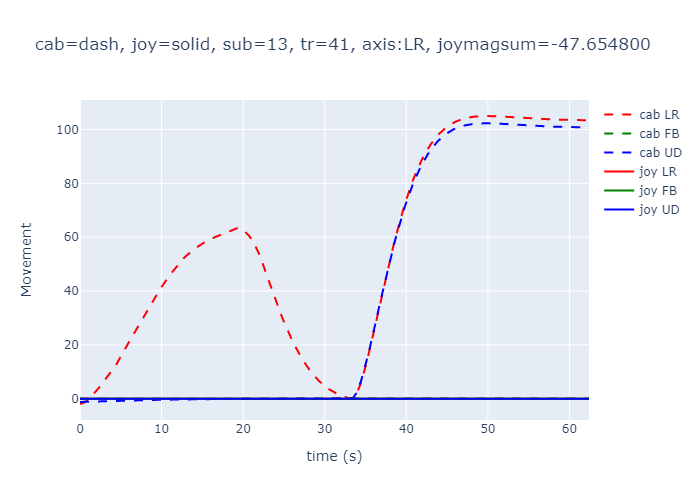 cab=dash, joy=solid, sub=13, tr=41, axis:LR, joymagsum=-47.654800
cab LR
cab FB
cab UD
joy LR
joy FB
joy UD
Movement
100
80
60
40
20
0
0 10 20 30 40 50 60
time (s)